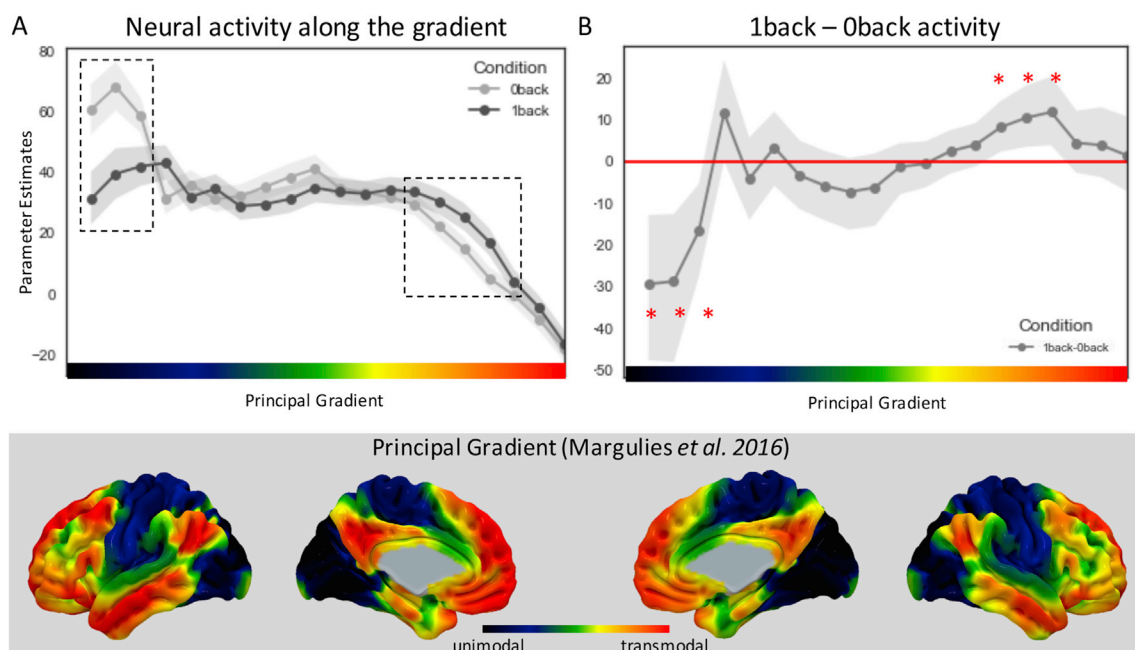 A
Neural activity along the gradient
80
60
40
20
0
−20
Parameter Estimates
Condition
0back
1back
Principal Gradient
B
1back – 0back activity
20
10
0
-10
-20
-30
-40
-50
* * *
* * *
Condition
1back-0back
Principal Gradient
Principal Gradient (Margulies et al. 2016)
unimodal
transmodal